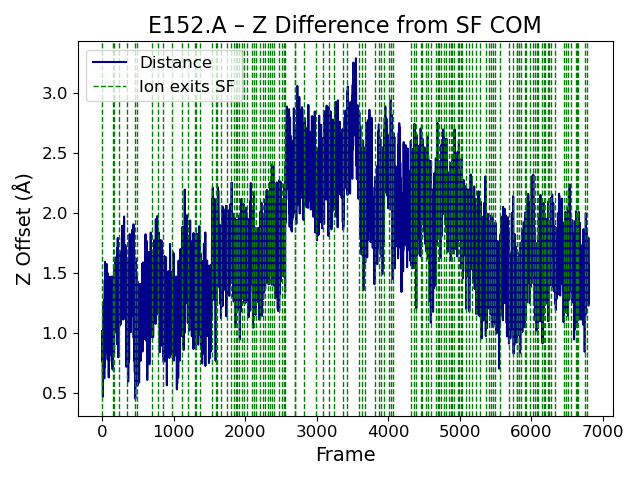 E152.A – Z Difference from SF COM
Distance
Ion exits SF
Z Offset (Å)
3.0
2.5
2.0
1.5
1.0
0.5
0
1000
2000
3000
4000
5000
6000
7000
Frame